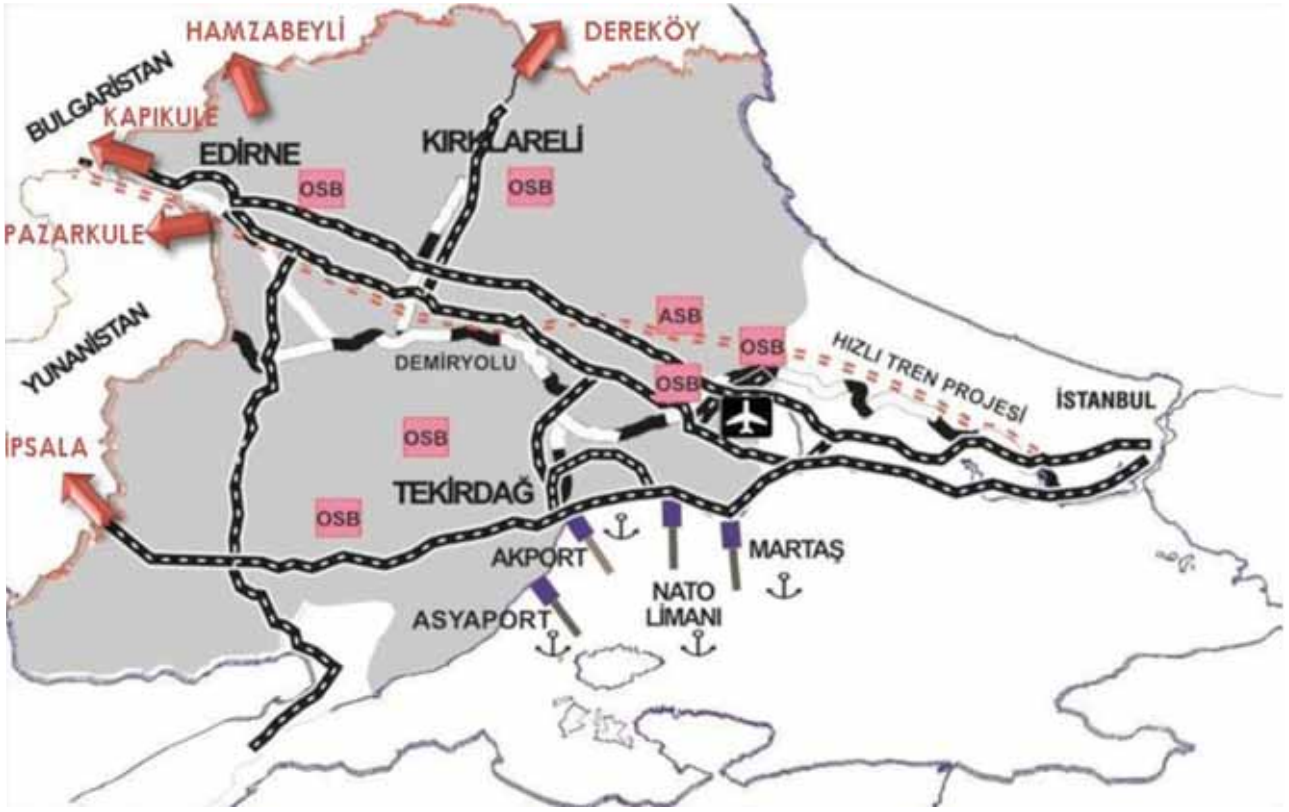 HAMZABEYLİ
DEREKÖY
BULGARİSTAN
KAPIKULE
EDİRNE
KIRKLARELİ
OSB
OSB
PAZARKULE
YUNANİSTAN
ASB
OSB
DEMİRYOLU
OSB
HIZLI TREN PROJESİ
İSTANBUL
OSB
İPSALA
TEKİRDAĞ
OSB
AKPORT
MARTAŞ
NATO
LİMANI
ASYAPORT